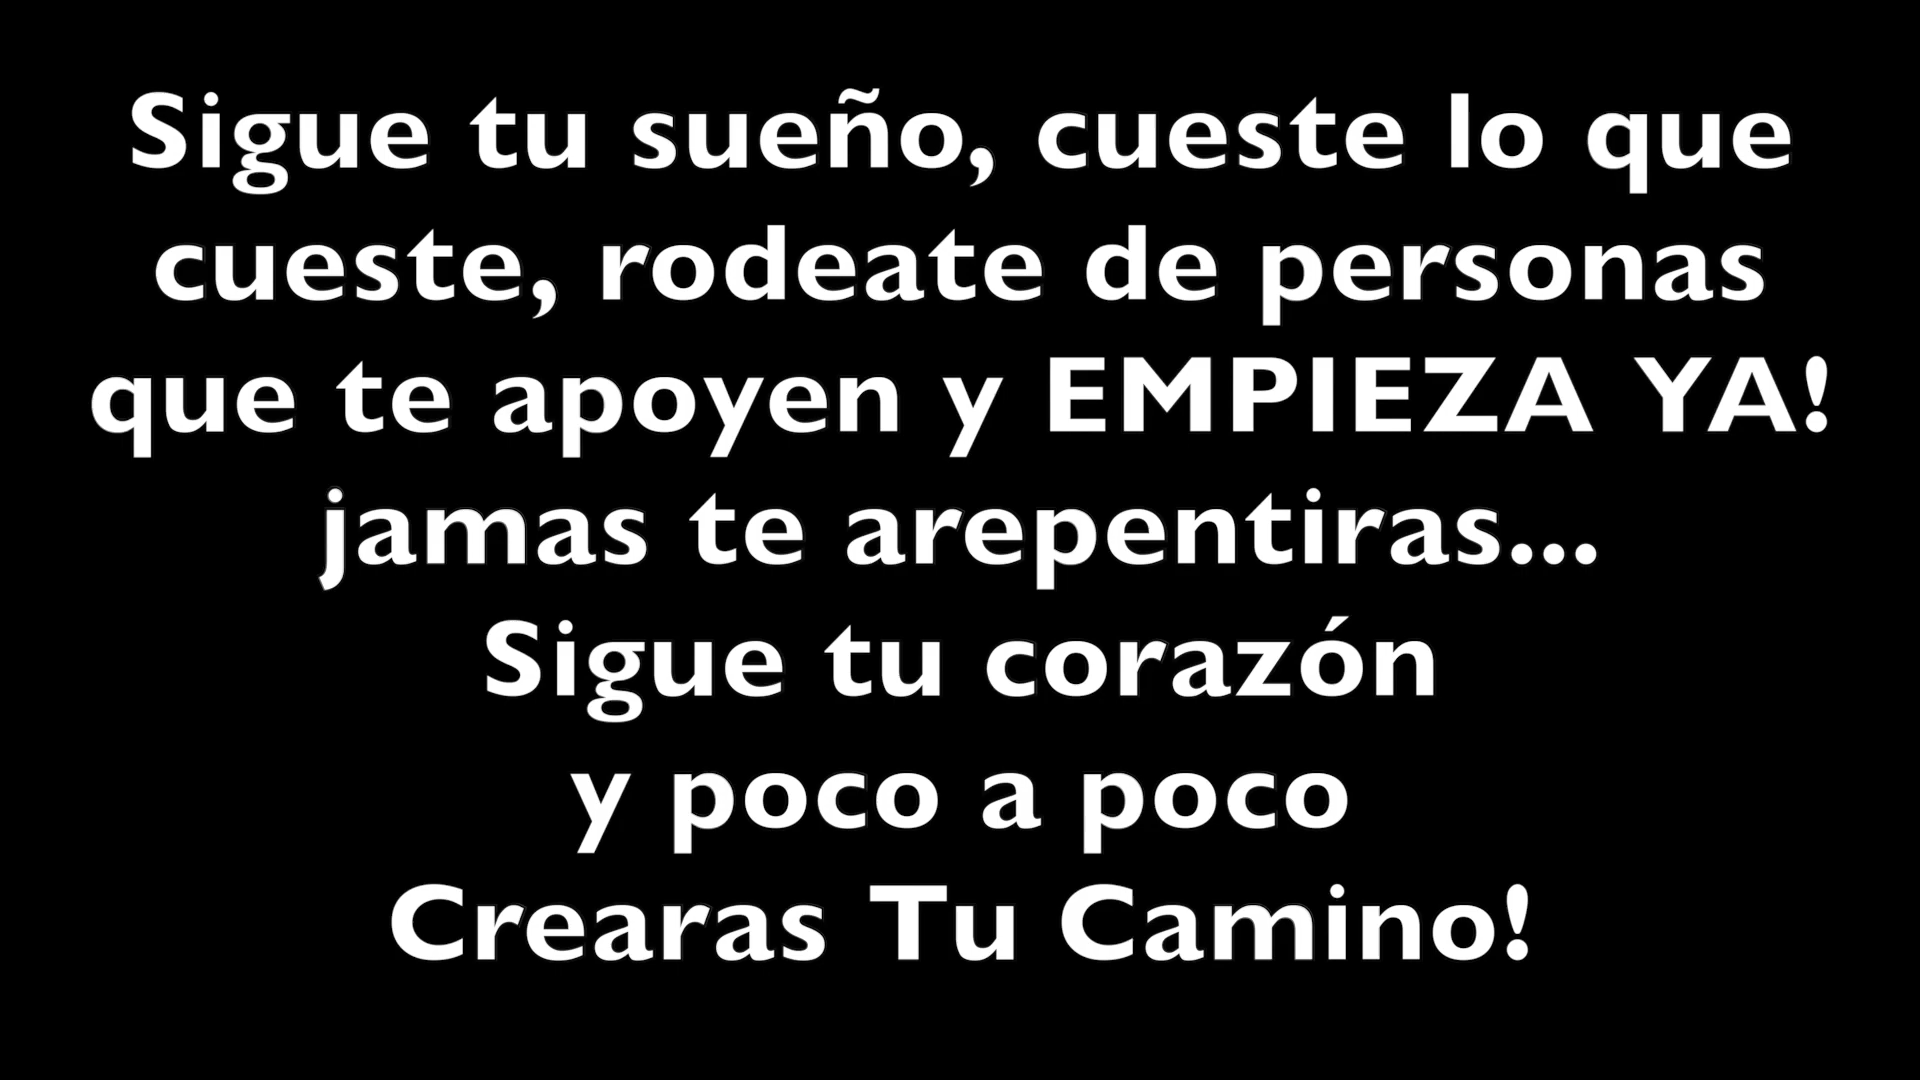 Sigue tu sueño, cueste lo que
cueste, rodeate de personas
que te apoyen y EMPIEZA YA!
jamas te arepentiras...
Sigue tu corazón
y poco a poco
Crearas Tu Camino!